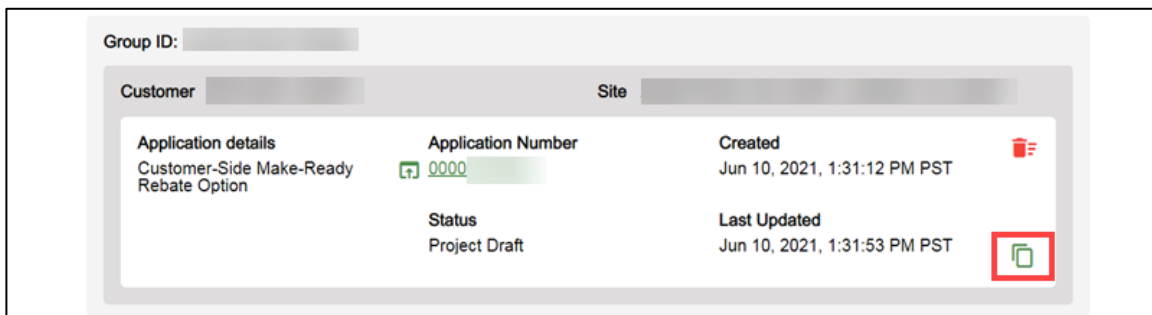 Group ID:
Customer Site
Application details Application Number Created
Customer-Side Make-Ready 0000 Jun 10, 2021, 1:31:12 PM PST
Rebate Option
Status Last Updated
Project Draft Jun 10, 2021, 1:31:53 PM PST